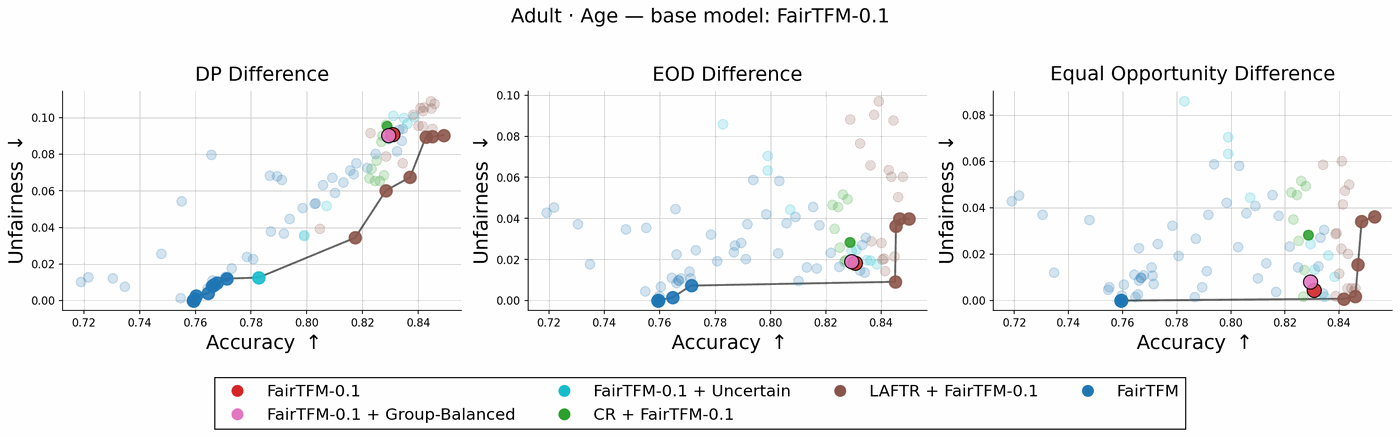 Adult · Age — base model: FairTFM-0.1
DP Difference
EOD Difference
Equal Opportunity Difference
Unfairness ↓
0.10
0.08
0.06
0.04
0.02
0.00
0.72 0.74 0.76 0.78 0.80 0.82 0.84
Accuracy ↑
Unfairness ↓
0.10
0.08
0.06
0.04
0.02
0.00
0.72 0.74 0.76 0.78 0.80 0.82 0.84
Accuracy ↑
Unfairness ↓
0.08
0.06
0.04
0.02
0.00
0.72 0.74 0.76 0.78 0.80 0.82 0.84
Accuracy ↑
FairTFM-0.1 FairTFM-0.1 + Uncertain LAFTR + FairTFM-0.1 FairTFM
FairTFM-0.1 + Group-Balanced CR + FairTFM-0.1